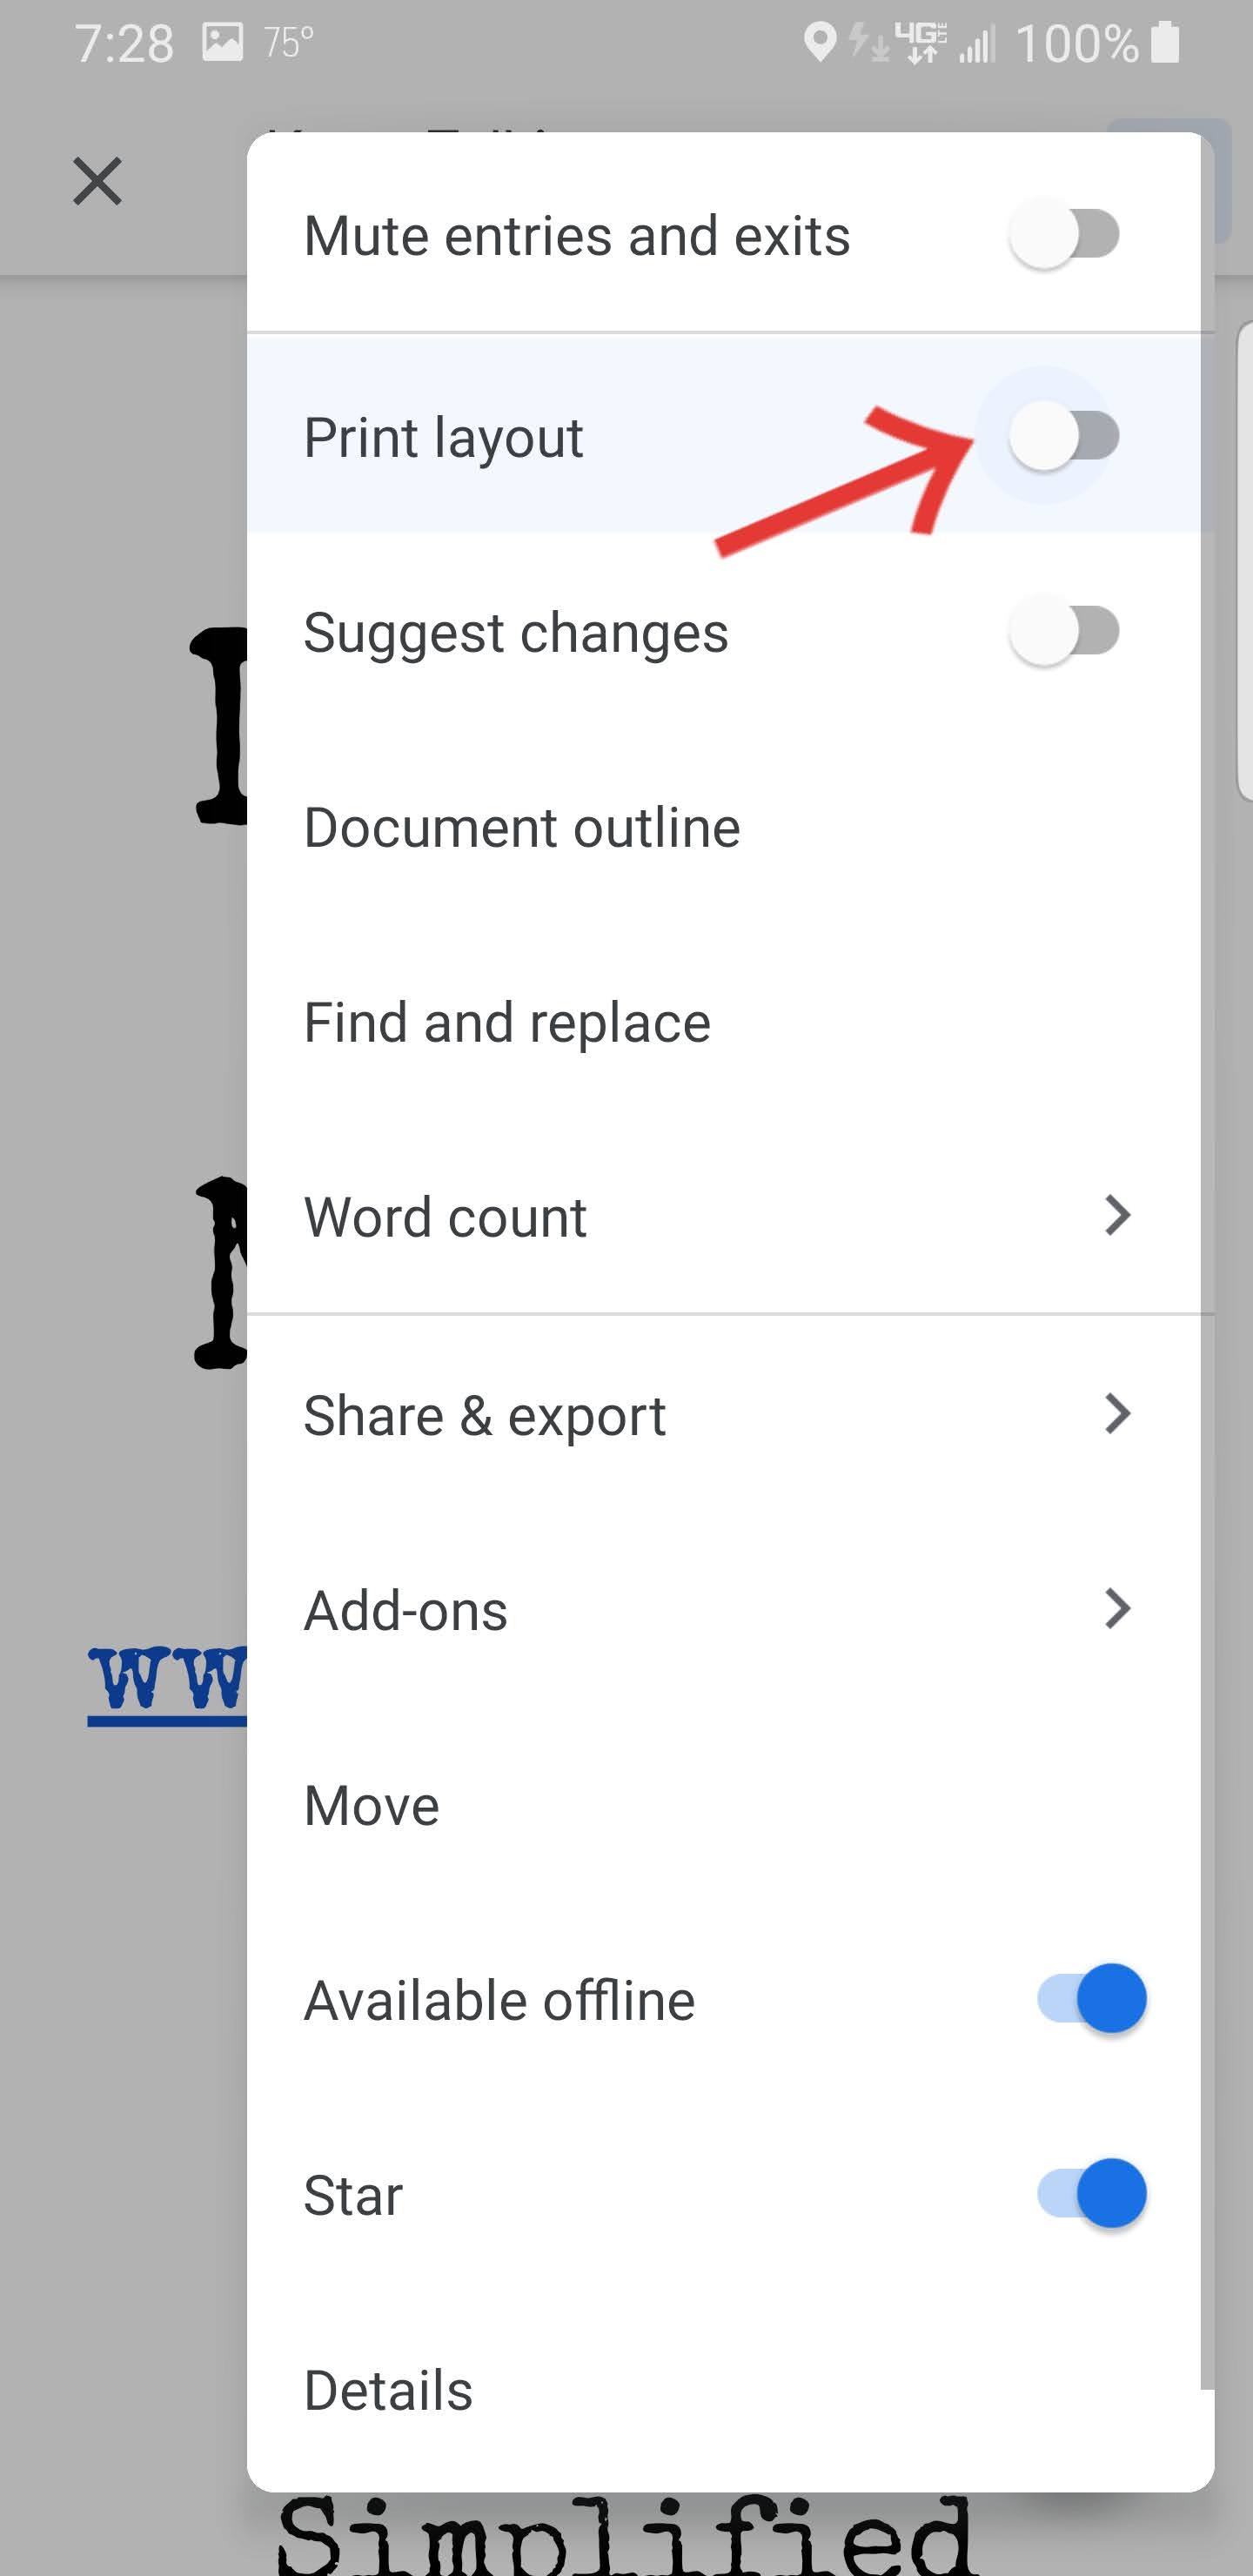 7:28 75° 4G LTE 100%
Mute entries and exits
Print layout
Suggest changes
Document outline
Find and replace
Word count
Share & export
Add-ons
ww
Move
Available offline
Star
Details
Simplified